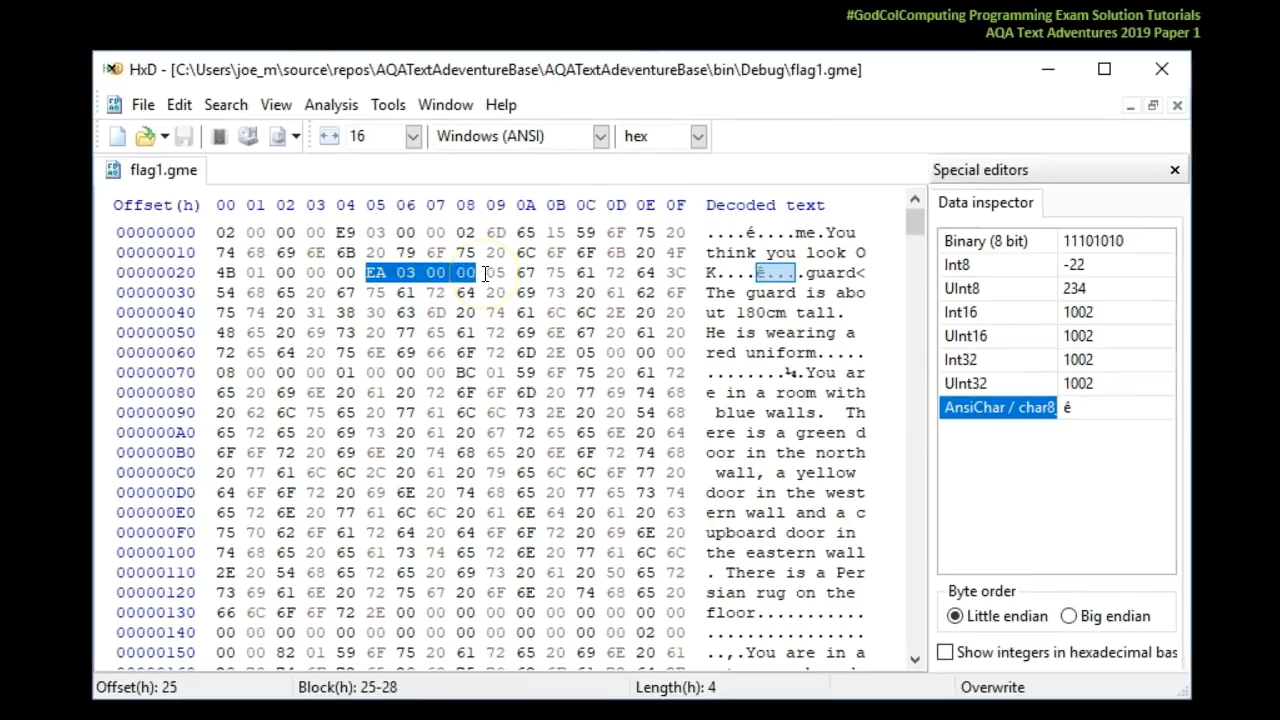 #GodColComputing Programming Exam Solution Tutorials
AQA Text Adventures 2019 Paper 1
HxD - [C:\Users\joe_m\source\repos\AQATextAdeventureBase\AQATextAdeventureBase\bin\Debug\flag1.gme]
File Edit Search View Analysis Tools Window Help
16 Windows (ANSI) hex
flag1.gme
Offset(h) 00 01 02 03 04 05 06 07 08 09 0A 0B 0C 0D 0E 0F Decoded text
00000000 02 00 00 00 E9 03 00 00 02 6D 65 15 59 6F 75 20 ....é....me.You
00000010 74 68 69 6E 6B 20 79 6F 75 20 6C 6F 6F 6B 20 4F think you look O
00000020 4B 01 00 00 00 EA 03 00 00 05 67 75 61 72 64 3C K....ê....guard<
00000030 54 68 65 20 67 75 61 72 64 20 69 73 20 61 62 6F The guard is abo
00000040 75 74 20 31 38 30 63 6D 20 74 61 6C 6C 2E 20 20 ut 180cm tall.
00000050 48 65 20 69 73 20 77 65 61 72 69 6E 67 20 61 20 He is wearing a
00000060 72 65 64 20 75 6E 69 66 6F 72 6D 2E 05 00 00 00 red uniform.....
00000070 08 00 00 00 01 00 00 00 BC 01 59 6F 75 20 61 72 ........¼.You ar
00000080 65 20 69 6E 20 61 20 72 6F 6F 6D 20 77 69 74 68 e in a room with
00000090 20 62 6C 75 65 20 77 61 6C 6C 73 2E 20 20 54 68 blue walls.  Th
000000A0 65 72 65 20 69 73 20 61 20 67 72 65 65 6E 20 64 ere is a green d
000000B0 6F 6F 72 20 69 6E 20 74 68 65 20 6E 6F 72 74 68 oor in the north
000000C0 20 77 61 6C 6C 2C 20 61 20 79 65 6C 6C 6F 77 20 wall, a yellow
000000D0 64 6F 6F 72 20 69 6E 20 74 68 65 20 77 65 73 74 door in the west
000000E0 65 72 6E 20 77 61 6C 6C 20 61 6E 64 20 61 20 63 ern wall and a c
000000F0 75 70 62 6F 61 72 64 20 64 6F 6F 72 20 69 6E 20 upboard door in
00000100 74 68 65 20 65 61 73 74 65 72 6E 20 77 61 6C 6C the eastern wall
00000110 2E 20 54 68 65 72 65 20 69 73 20 61 20 50 65 72 . There is a Per
00000120 73 69 61 6E 20 72 75 67 20 6F 6E 20 74 68 65 20 sian rug on the
00000130 66 6C 6F 6F 72 2E 00 00 00 00 00 00 00 00 00 00 floor...........
00000140 00 00 00 00 00 00 00 00 00 00 00 00 00 00 02 00 ................
00000150 00 00 82 01 59 6F 75 20 61 72 65 20 69 6E 20 61 ..‚.You are in a
Special editors
Data inspector
Binary (8 bit) 11101010
Int8 -22
UInt8 234
Int16 1002
UInt16 1002
Int32 1002
UInt32 1002
AnsiChar / char8_ ê
Byte order
Little endian Big endian
Show integers in hexadecimal bas
Offset(h): 25 Block(h): 25-28 Length(h): 4 Overwrite